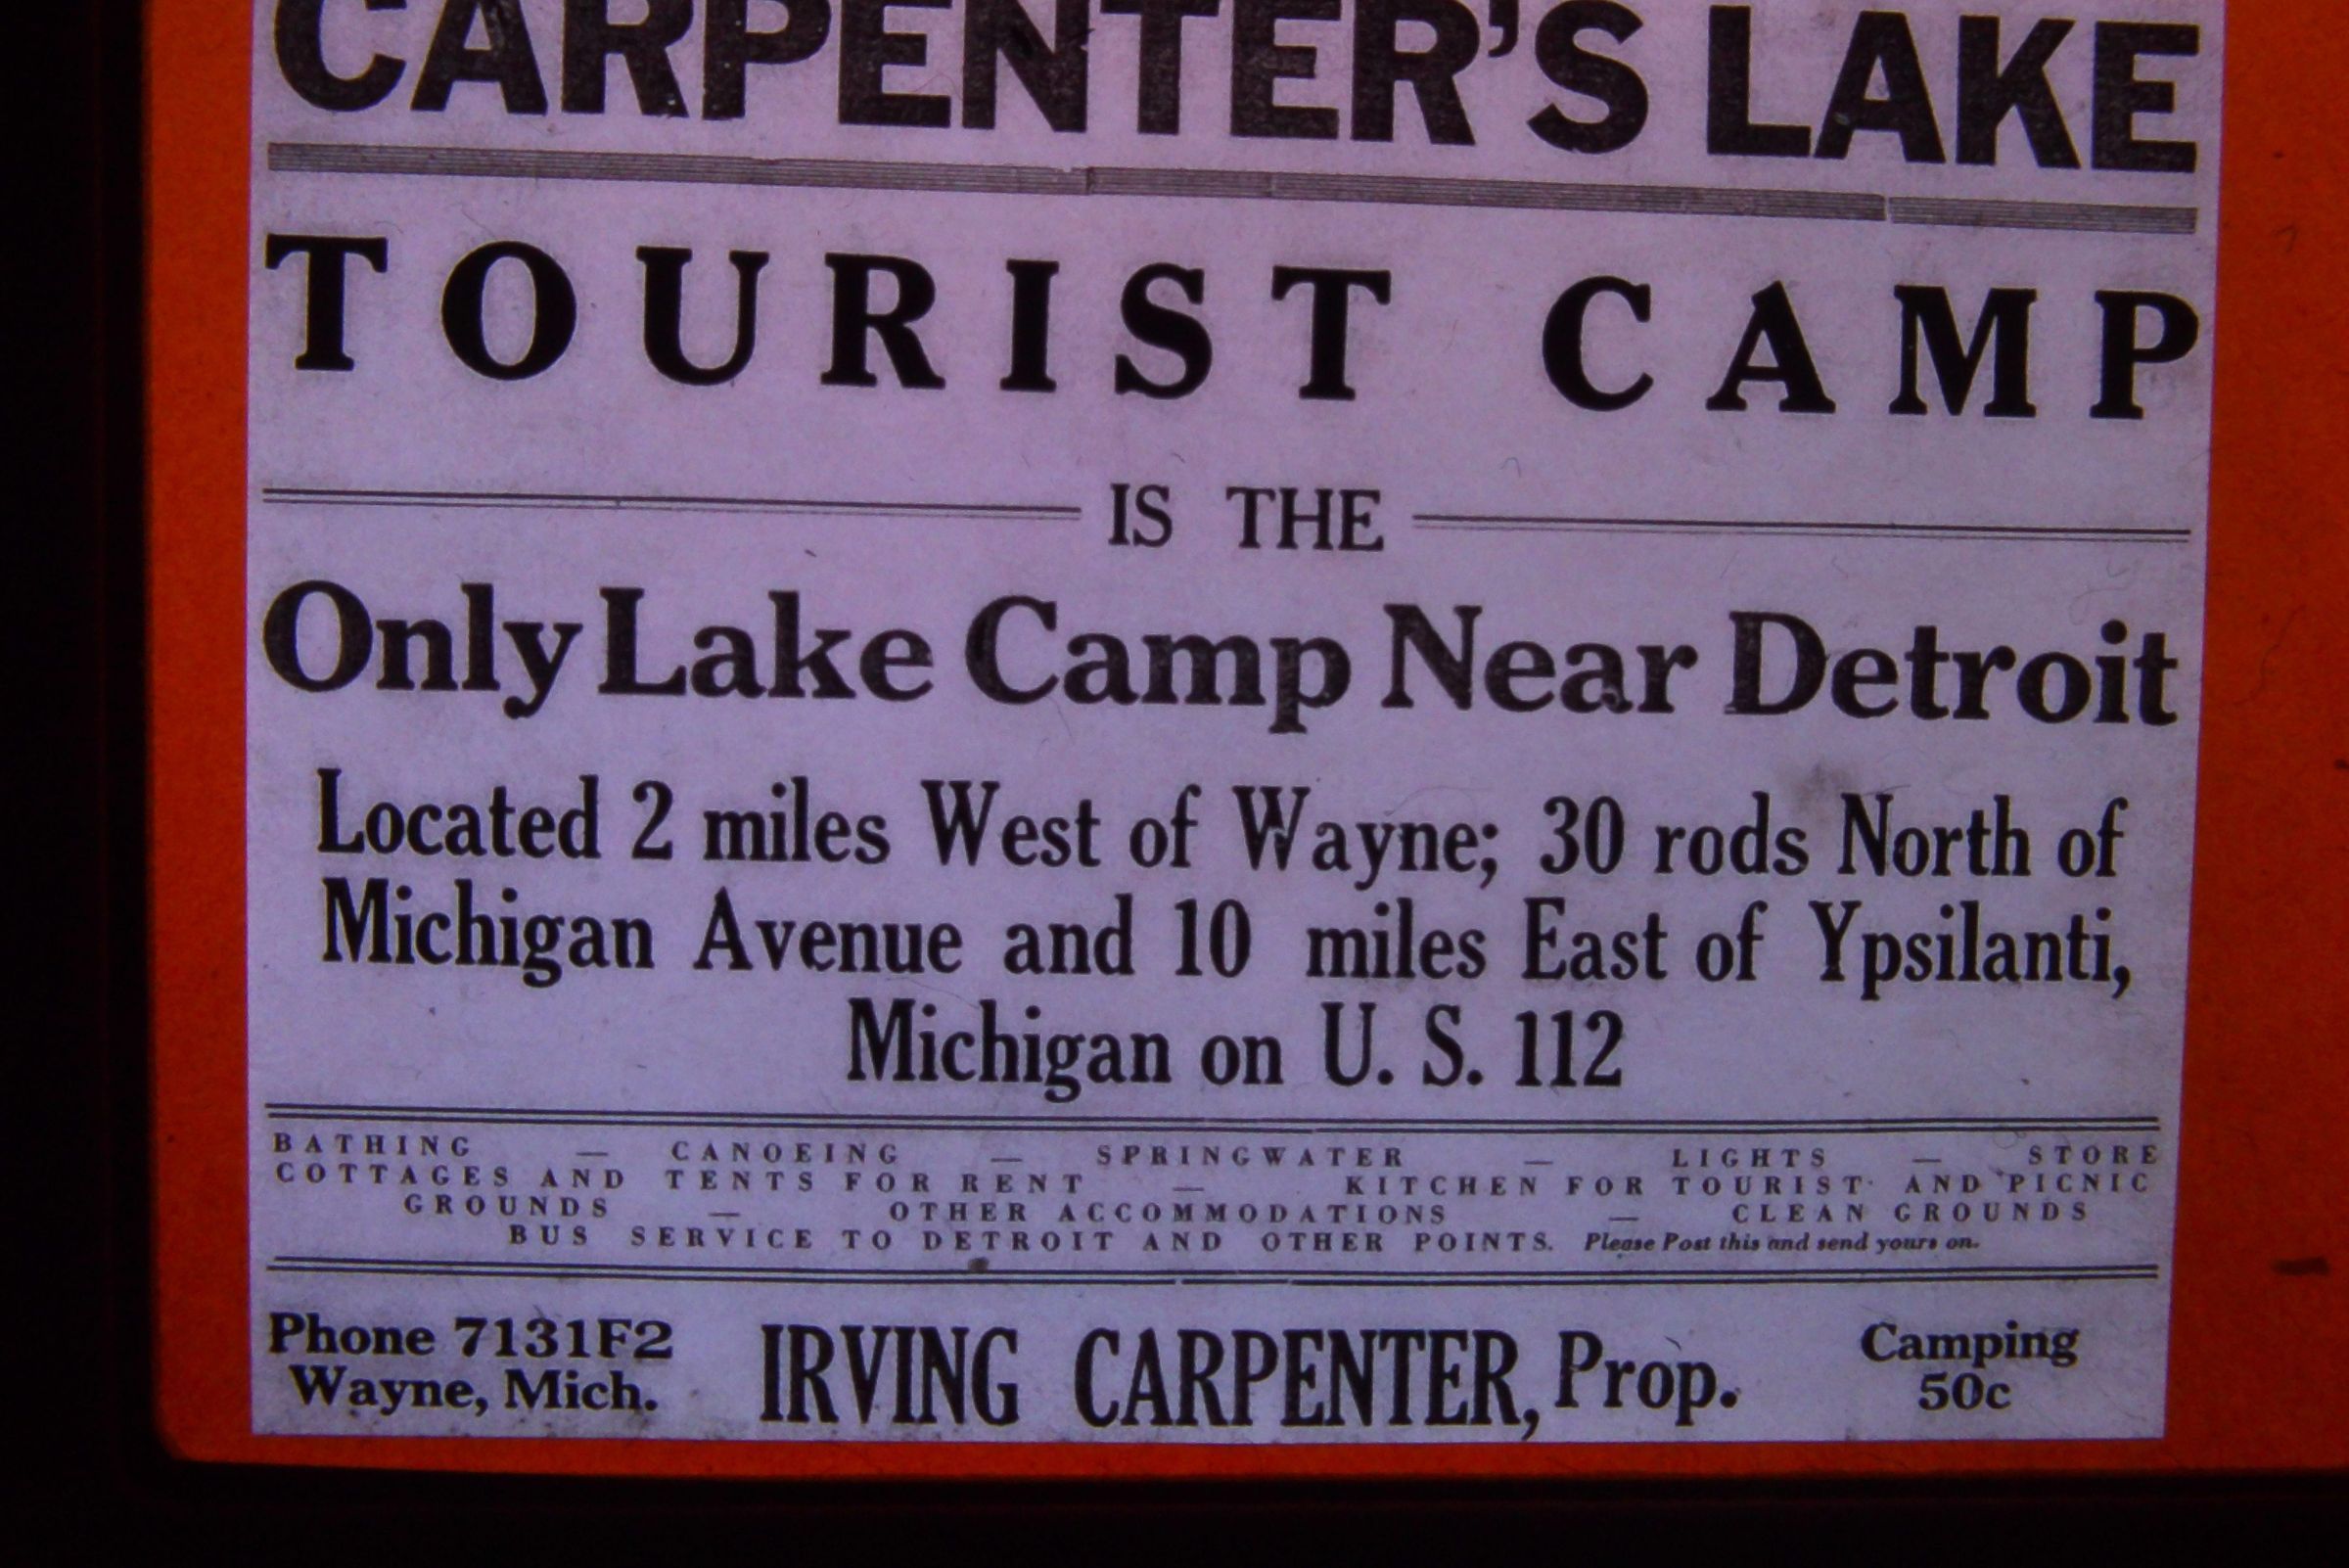 CARPENTER'S LAKE
TOURIST CAMP
IS THE
Only Lake Camp Near Detroit
Located 2 miles West of Wayne; 30 rods North of
Michigan Avenue and 10 miles East of Ypsilanti,
Michigan on U. S. 112
BATHING — CANOEING — SPRINGWATER — LIGHTS — STORE
COTTAGES AND TENTS FOR RENT — KITCHEN FOR TOURIST AND PICNIC
GROUNDS — OTHER ACCOMMODATIONS — CLEAN GROUNDS
BUS SERVICE TO DETROIT AND OTHER POINTS. Please Post this and send yours on.
Phone 7131F2
Wayne, Mich.
IRVING CARPENTER, Prop.
Camping
50c